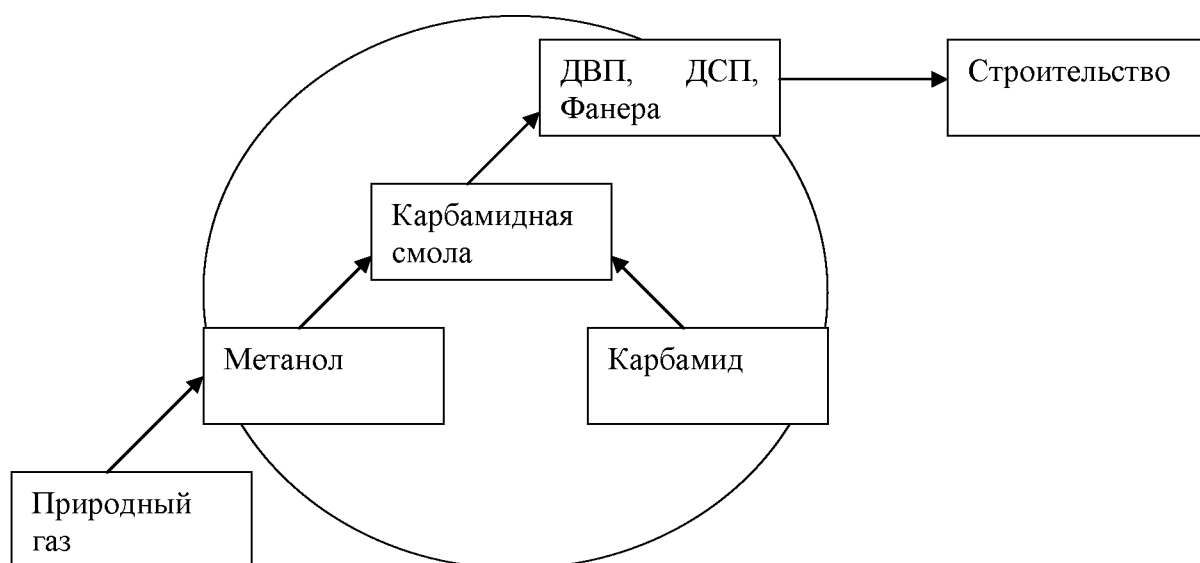 ДВП, ДСП,
Фанера
Строительство
Карбамидная
смола
Метанол
Карбамид
Природный
газ